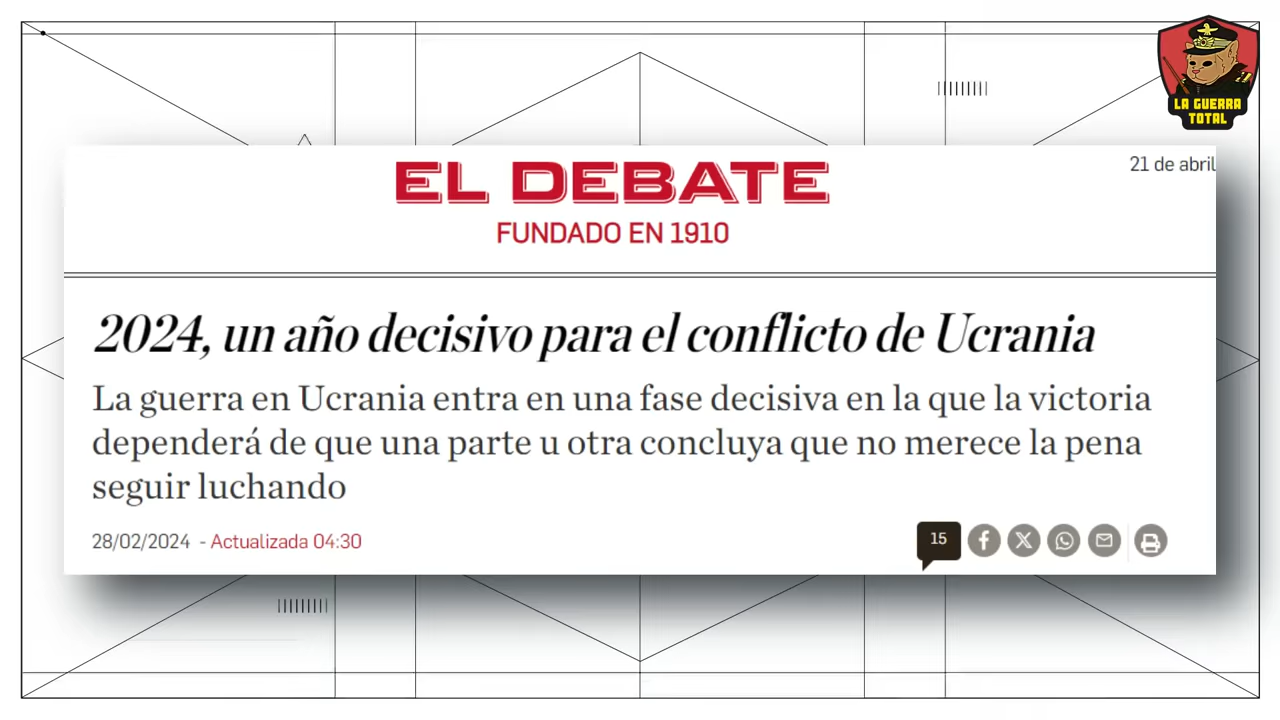 LA GUERRA
TOTAL
EL DEBATE
21 de abril
FUNDADO EN 1910
2024, un año decisivo para el conflicto de Ucrania
La guerra en Ucrania entra en una fase decisiva en la que la victoria
dependerá de que una parte u otra concluya que no merece la pena
seguir luchando
28/02/2024 - Actualizada 04:30
15